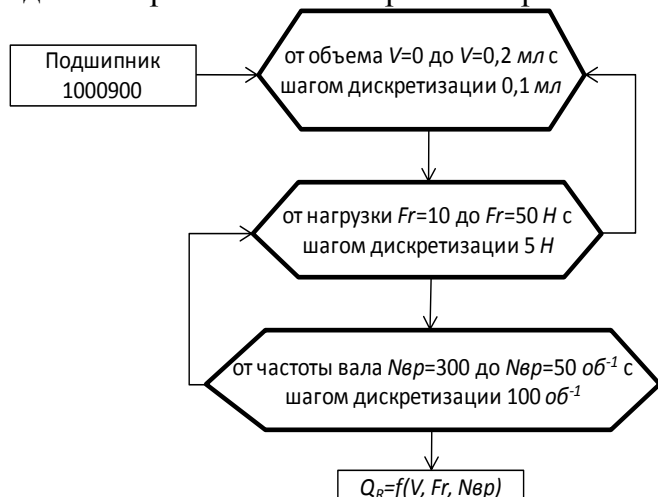 Подшипник
1000900
от объема V=0 до V=0,2 мл с
шагом дискретизации 0,1 мл
от нагрузки Fr=10 до Fr=50 Н с
шагом дискретизации 5 Н
от частоты вала Nвр=300 до Nвр=50 об⁻¹ с
шагом дискретизации 100 об⁻¹
Q_R=f(V, Fr, Nвр)